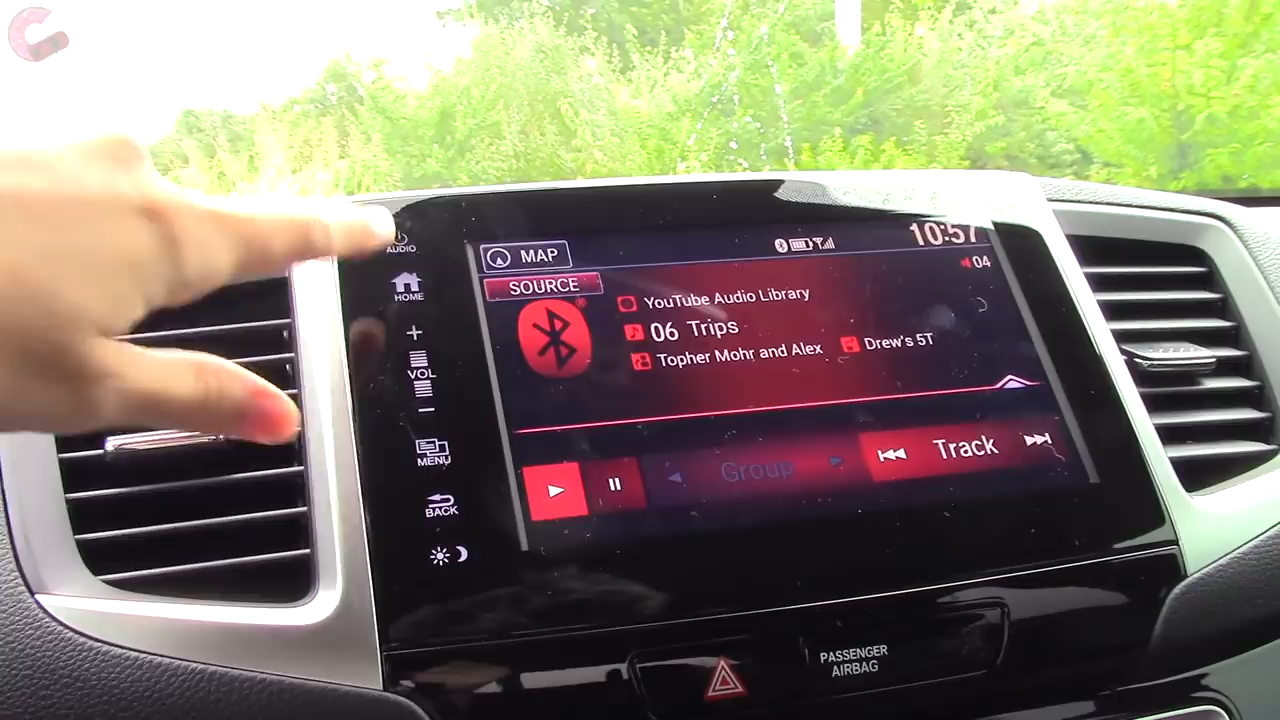 AUDIO
HOME
+
VOL
−
MENU
BACK
MAP
10:57
SOURCE
04
YouTube Audio Library
06 Trips
Topher Mohr and Alex
Drew's 5T
Group
Track
PASSENGER
AIRBAG